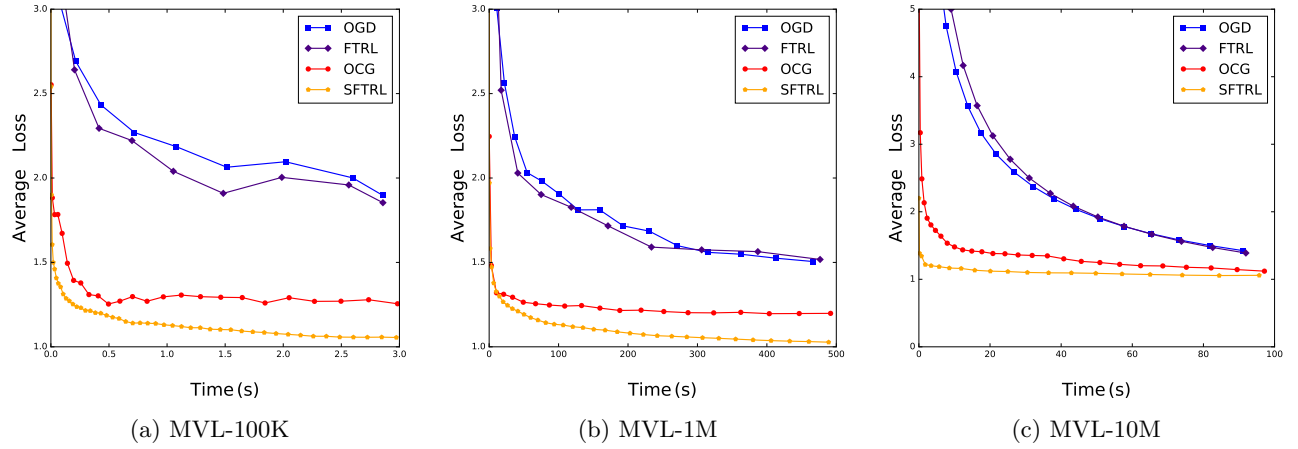 3.0
2.5
2.0
1.5
1.0
Average Loss
0.0 0.5 1.0 1.5 2.0 2.5 3.0
Time (s)
OGD
FTRL
OCG
SFTRL
(a) MVL-100K
3.0
2.5
2.0
1.5
1.0
Average Loss
0 100 200 300 400 500
Time (s)
OGD
FTRL
OCG
SFTRL
(b) MVL-1M
5
4
3
2
1
0
Average Loss
0 20 40 60 80 100
Time (s)
OGD
FTRL
OCG
SFTRL
(c) MVL-10M